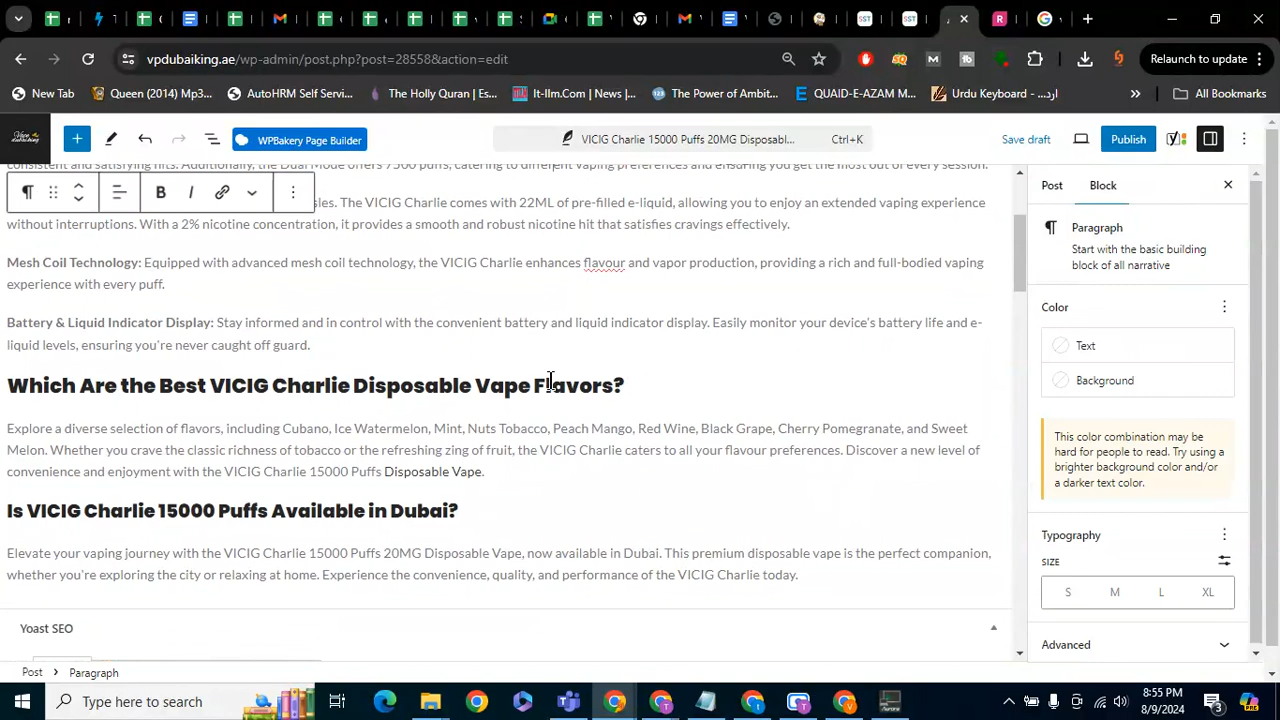 vpdubaiking.ae/wp-admin/post.php?post=28558&action=edit
Relaunch to update
New Tab
Queen (2014) Mp3...
AutoHRM Self Servi...
The Holly Quran | Es...
It-Ilm.Com | News |...
The Power of Ambit...
QUAID-E-AZAM M...
Urdu Keyboard - اردو...
All Bookmarks
WPBakery Page Builder
VICIG Charlie 15000 Puffs 20MG Disposabl...
Ctrl+K
Save draft
Publish
consistent and satisfying hits. Additionally, the Dual Mode offers 7500 puffs, catering to different vaping preferences and ensuring you get the most out of every session.
sles. The VICIG Charlie comes with 22ML of pre-filled e-liquid, allowing you to enjoy an extended vaping experience
without interruptions. With a 2% nicotine concentration, it provides a smooth and robust nicotine hit that satisfies cravings effectively.
Mesh Coil Technology: Equipped with advanced mesh coil technology, the VICIG Charlie enhances flavour and vapor production, providing a rich and full-bodied vaping
experience with every puff.
Battery & Liquid Indicator Display: Stay informed and in control with the convenient battery and liquid indicator display. Easily monitor your device's battery life and e-
liquid levels, ensuring you're never caught off guard.
Which Are the Best VICIG Charlie Disposable Vape Flavors?
Explore a diverse selection of flavors, including Cubano, Ice Watermelon, Mint, Nuts Tobacco, Peach Mango, Red Wine, Black Grape, Cherry Pomegranate, and Sweet
Melon. Whether you crave the classic richness of tobacco or the refreshing zing of fruit, the VICIG Charlie caters to all your flavour preferences. Discover a new level of
convenience and enjoyment with the VICIG Charlie 15000 Puffs Disposable Vape.
Is VICIG Charlie 15000 Puffs Available in Dubai?
Elevate your vaping journey with the VICIG Charlie 15000 Puffs 20MG Disposable Vape, now available in Dubai. This premium disposable vape is the perfect companion,
whether you're exploring the city or relaxing at home. Experience the convenience, quality, and performance of the VICIG Charlie today.
Yoast SEO
Post
Paragraph
Post
Block
Paragraph
Start with the basic building
block of all narrative
Color
Text
Background
This color combination may be
hard for people to read. Try using a
brighter background color and/or
a darker text color.
Typography
SIZE
S
M
L
XL
Advanced
Type here to search
8:55 PM
8/9/2024
3